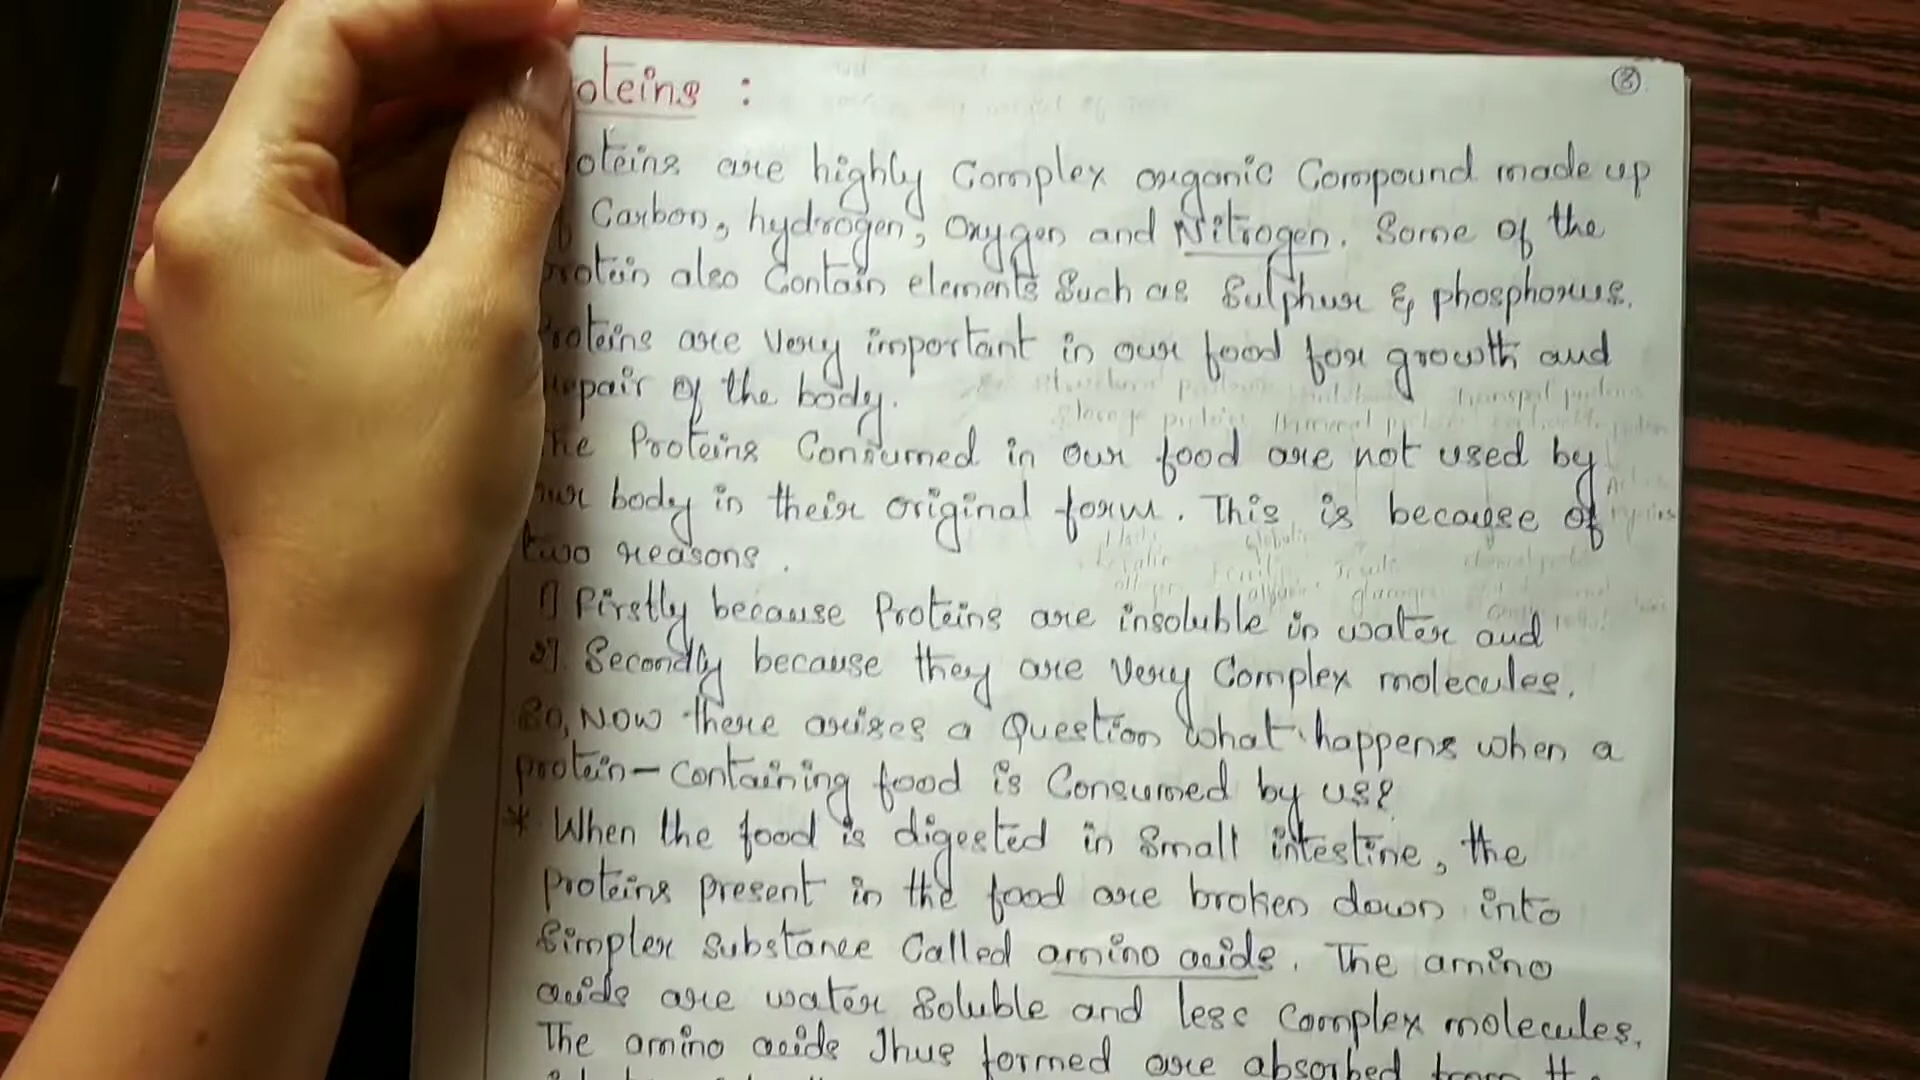 oteins :
8
oteins are highly Complex organic Compound made up
Carbon, hydrogen, Oxygen and Nitrogen. Some of the
rotein also Contain elements Such as Sulphur & phosphorus.
roteins are Very important in our food for growth and
epair of the body.
The Proteins Consumed in our food are not used by
our body in their original form. This is because of
two reasons.
1] Firstly because Proteins are insoluble in water and
2]. Secondly because they are Very Complex molecules.
So, Now there arises a Question what happens when a
protein-containing food is Consumed by us?
* When the food is digested in Small intestine, the
proteins present in the food are broken down into
Simpler substance Called amino acids. The amino
acids are water Soluble and less Complex molecules.
The amino acids Thus formed are absorbed from